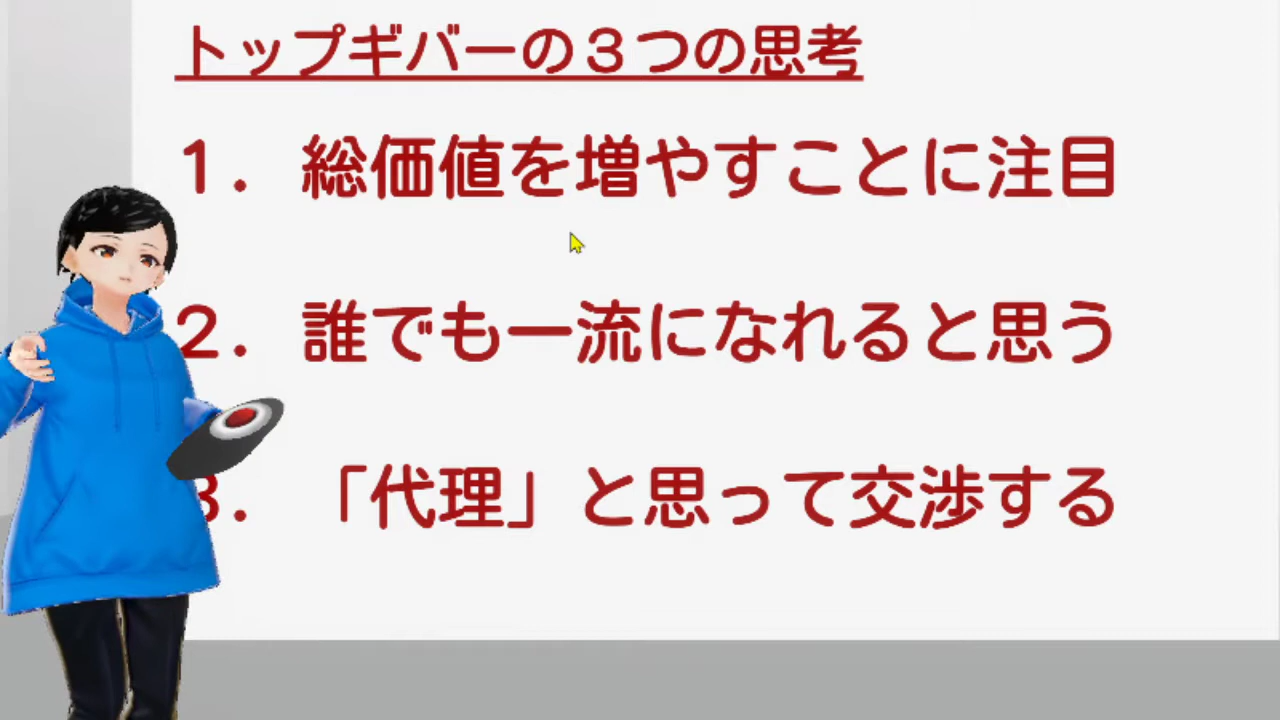 トップギバーの３つの思考
１． 総価値を増やすことに注目
２． 誰でも一流になれると思う
３． 「代理」と思って交渉する